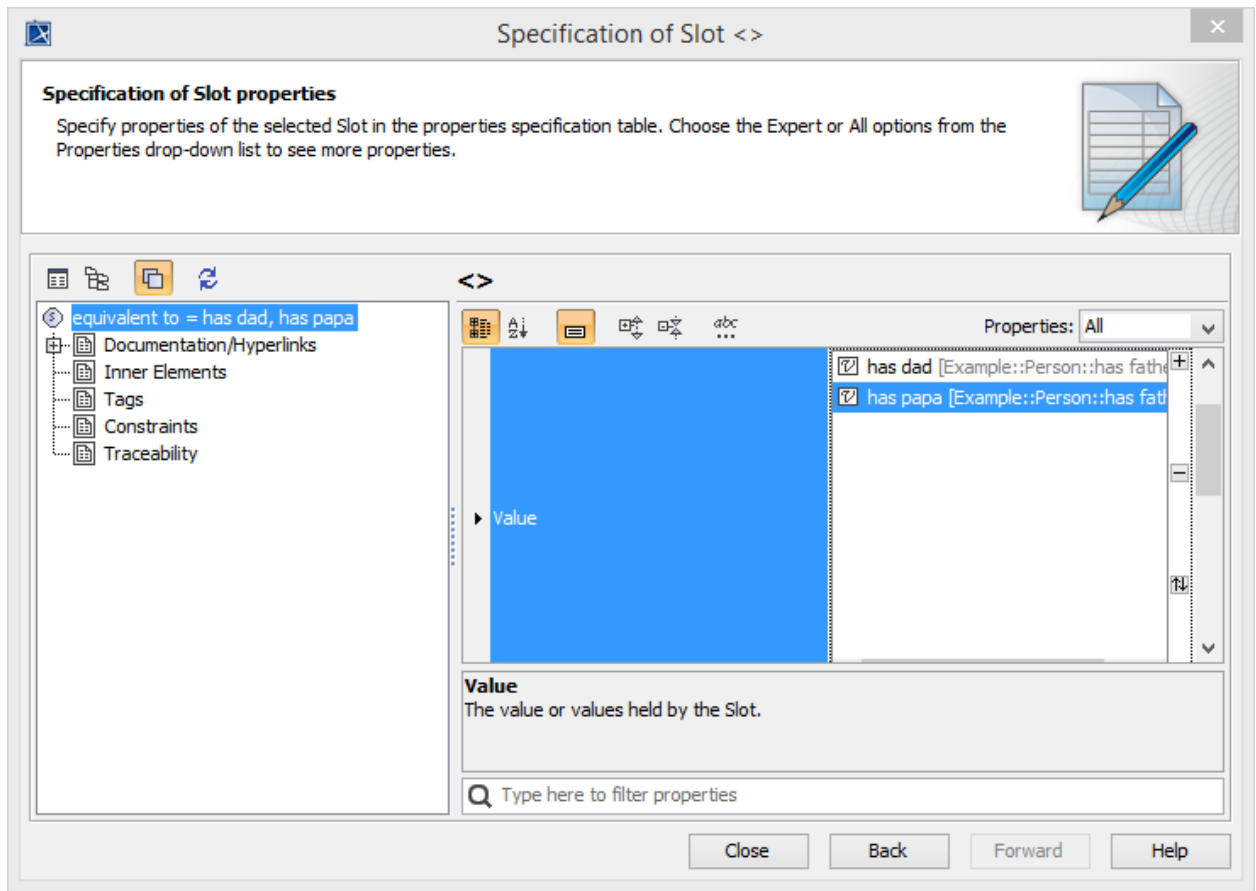 Specification of Slot <>
Specification of Slot properties
Specify properties of the selected Slot in the properties specification table. Choose the Expert or All options from the
Properties drop-down list to see more properties.
<>
equivalent to = has dad, has papa
Documentation/Hyperlinks
Inner Elements
Tags
Constraints
Traceability
Properties: All
has dad [Example::Person::has fathe
has papa [Example::Person::has fath
Value
Value
The value or values held by the Slot.
Type here to filter properties
Close
Back
Forward
Help